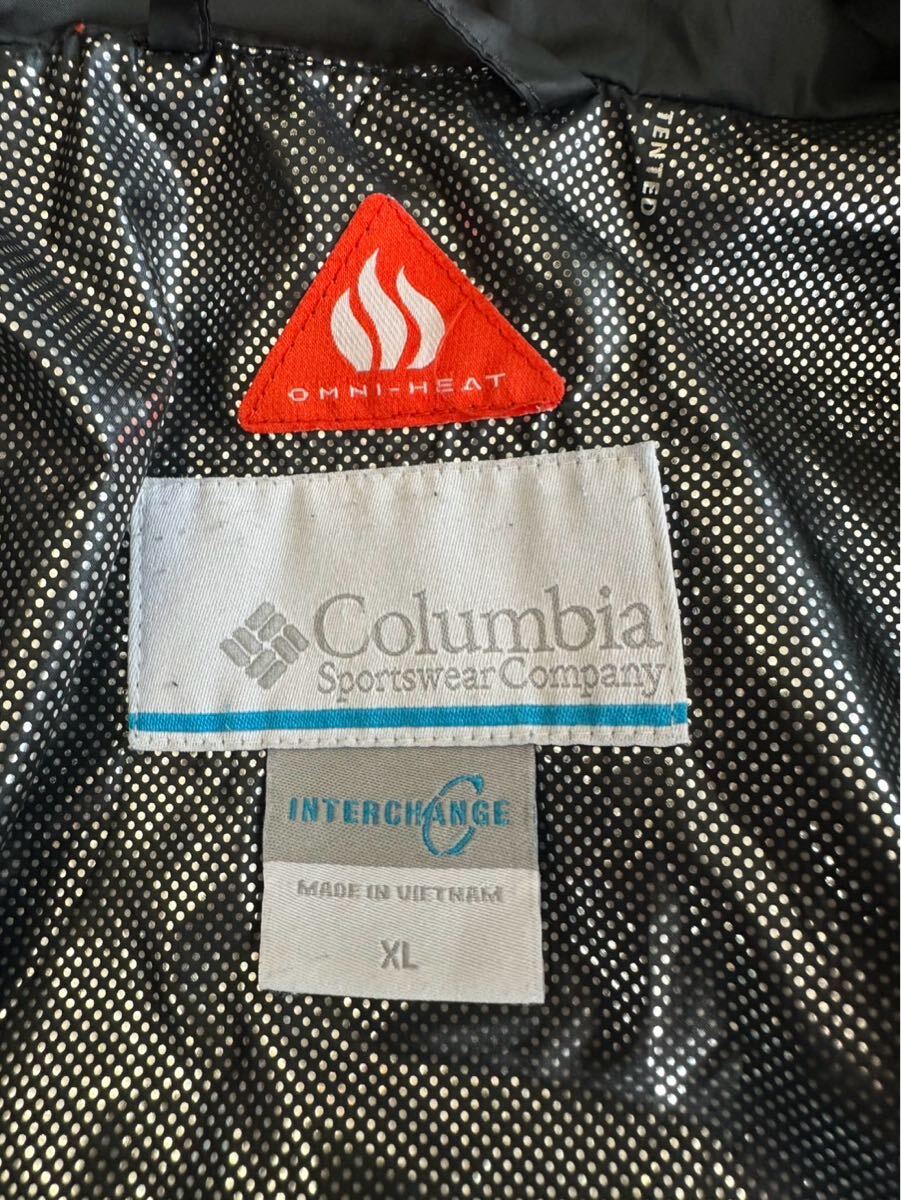 TENTED
OMNI-HEAT
Columbia
Sportswear Company
INTERCHANGE
MADE IN VIETNAM
XL